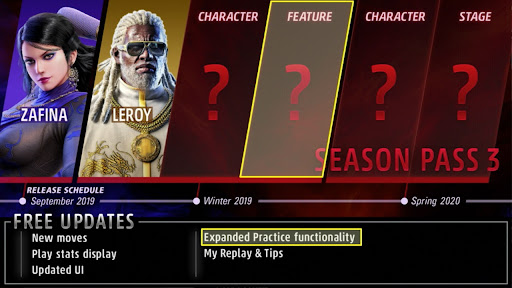 CHARACTER FEATURE CHARACTER STAGE
? ? ? ?
ZAFINA LEROY
SEASON PASS 3
RELEASE SCHEDULE
September 2019 Winter 2019 Spring 2020
FREE UPDATES
New moves Expanded Practice functionality
Play stats display My Replay & Tips
Updated UI